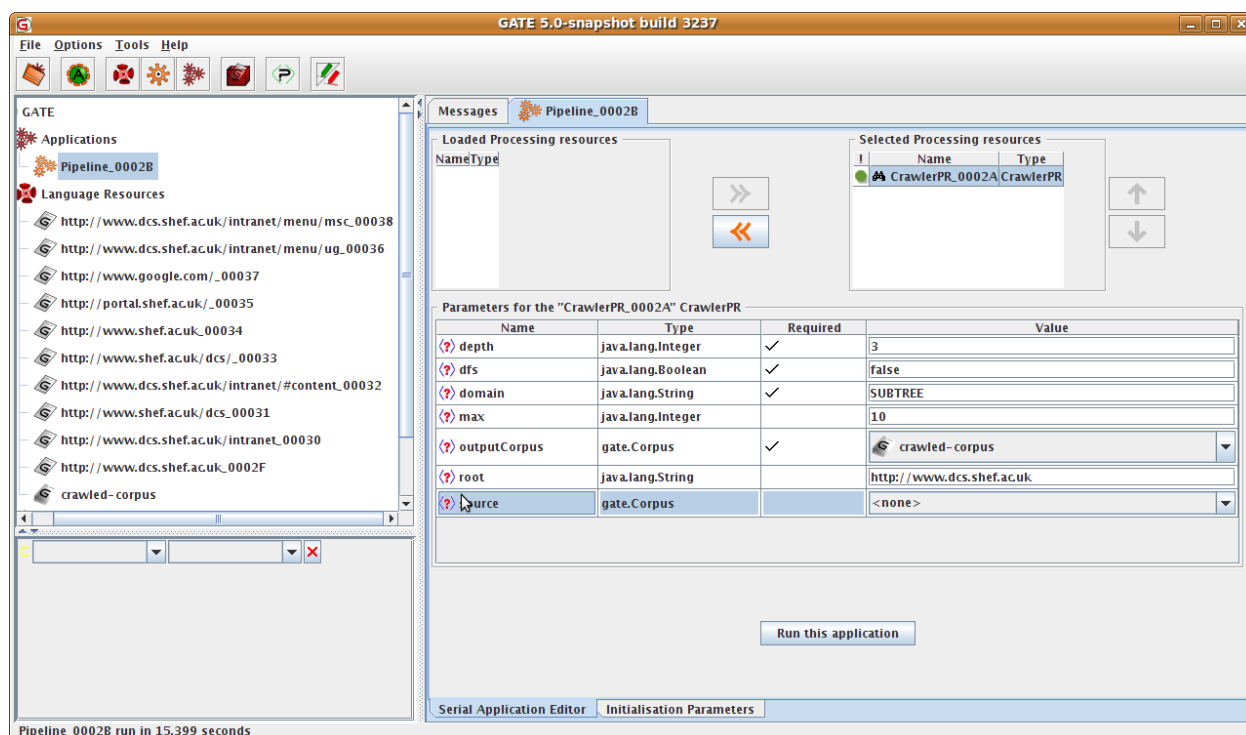 GATE 5.0-snapshot build 3237
File Options Tools Help
GATE
Applications
Pipeline_0002B
Language Resources
http://www.dcs.shef.ac.uk/intranet/menu/msc_00038
http://www.dcs.shef.ac.uk/intranet/menu/ug_00036
http://www.google.com/_00037
http://portal.shef.ac.uk/_00035
http://www.shef.ac.uk_00034
http://www.shef.ac.uk/dcs/_00033
http://www.dcs.shef.ac.uk/intranet/#content_00032
http://www.shef.ac.uk/dcs_00031
http://www.dcs.shef.ac.uk/intranet_00030
http://www.dcs.shef.ac.uk_0002F
crawled-corpus
C
Messages Pipeline_0002B
Loaded Processing resources
Name Type
Selected Processing resources
! Name Type
CrawlerPR_0002A CrawlerPR
Parameters for the "CrawlerPR_0002A" CrawlerPR
Name Type Required Value
<?> depth java.lang.Integer ✓ 3
<?> dfs java.lang.Boolean ✓ false
<?> domain java.lang.String ✓ SUBTREE
<?> max java.lang.Integer 10
<?> outputCorpus gate.Corpus ✓ crawled-corpus
<?> root java.lang.String http://www.dcs.shef.ac.uk
<?> source gate.Corpus <none>
Run this application
Serial Application Editor Initialisation Parameters
Pipeline_0002B run in 15.399 seconds